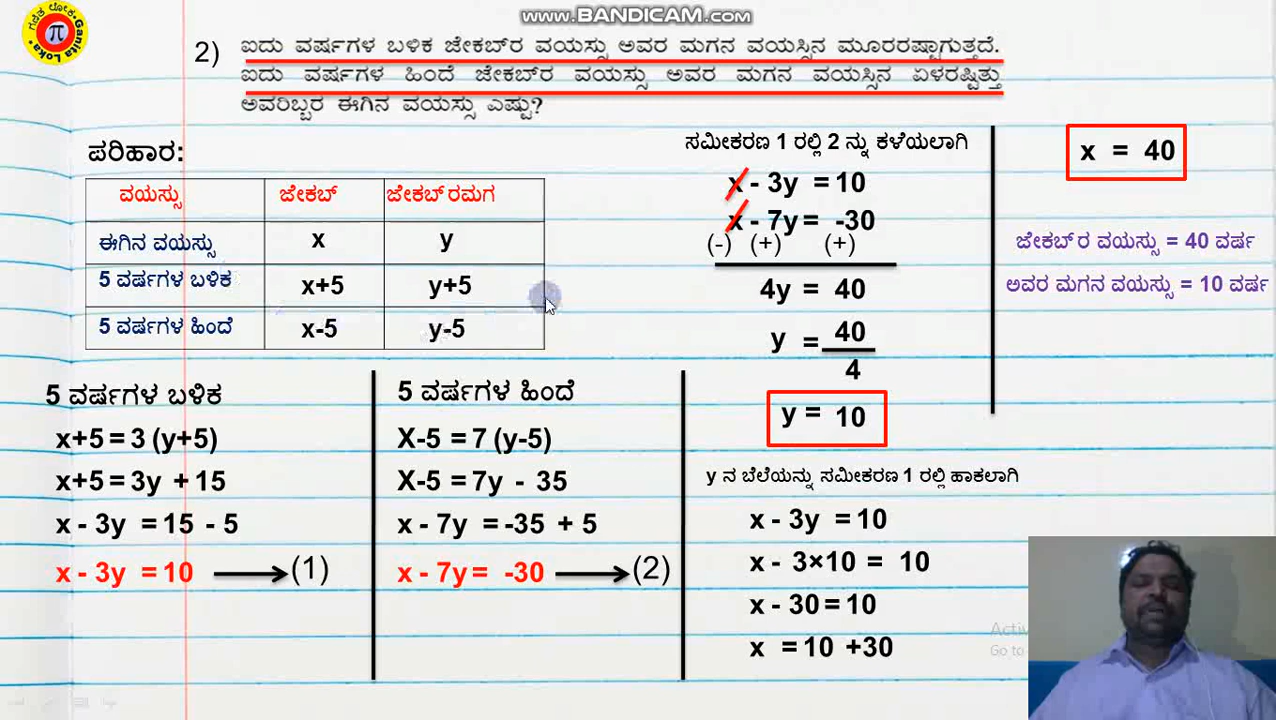 www.BANDICAM.com
ಗಣಿತ ಲೋಕ
π
Ganita Loka
2) ಐದು ವರ್ಷಗಳ ಬಳಿಕ ಜೇಕಬ್‌ರ ವಯಸ್ಸು ಅವರ ಮಗನ ವಯಸ್ಸಿನ ಮೂರರಷ್ಟಾಗುತ್ತದೆ.
ಐದು ವರ್ಷಗಳ ಹಿಂದೆ ಜೇಕಬ್‌ರ ವಯಸ್ಸು ಅವರ ಮಗನ ವಯಸ್ಸಿನ ಏಳರಷ್ಟಿತ್ತು
ಅವರಿಬ್ಬರ ಈಗಿನ ವಯಸ್ಸು ಎಷ್ಟು?
ಪರಿಹಾರ:
ವಯಸ್ಸು ಜೇಕಬ್ ಜೇಕಬ್‌ರಮಗ
ಈಗಿನ ವಯಸ್ಸು x y
5 ವರ್ಷಗಳ ಬಳಿಕ x+5 y+5
5 ವರ್ಷಗಳ ಹಿಂದೆ x-5 y-5
5 ವರ್ಷಗಳ ಬಳಿಕ
x+5 = 3 (y+5)
x+5 = 3y + 15
x - 3y = 15 - 5
x - 3y = 10 (1)
5 ವರ್ಷಗಳ ಹಿಂದೆ
X-5 = 7 (y-5)
X-5 = 7y - 35
x - 7y = -35 + 5
x - 7y = -30 (2)
ಸಮೀಕರಣ 1 ರಲ್ಲಿ 2 ನ್ನು ಕಳೆಯಲಾಗಿ
x - 3y = 10
x - 7y = -30
(-) (+) (+)
4y = 40
y = 40
4
y = 10
y ನ ಬೆಲೆಯನ್ನು ಸಮೀಕರಣ 1 ರಲ್ಲಿ ಹಾಕಲಾಗಿ
x - 3y = 10
x - 3×10 = 10
x - 30 = 10
x = 10 +30
x = 40
ಜೇಕಬ್‌ರ ವಯಸ್ಸು = 40 ವರ್ಷ
ಅವರ ಮಗನ ವಯಸ್ಸು = 10 ವರ್ಷ
Activ
Go to